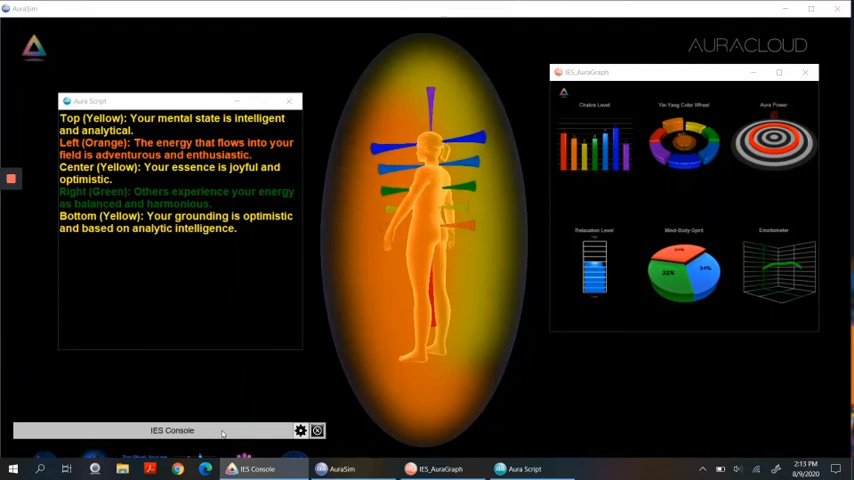 AuraSim
AURACLOUD
Aura Script
Top (Yellow): Your mental state is intelligent
and analytical.
Left (Orange): The energy that flows into your
field is adventurous and enthusiastic.
Center (Yellow): Your essence is joyful and
optimistic.
Right (Green): Others experience your energy
as balanced and harmonious.
Bottom (Yellow): Your grounding is optimistic
and based on analytic intelligence.
IES_AuraGraph
Chakra Level
Yin-Yang Color Wheel
Aura Power
Relaxation Level
Mind-Body-Spirit
Emotiometer
34%
33%
IES Console
IES Console
AuraSim
IES_AuraGraph
Aura Script
2:13 PM
8/9/2020